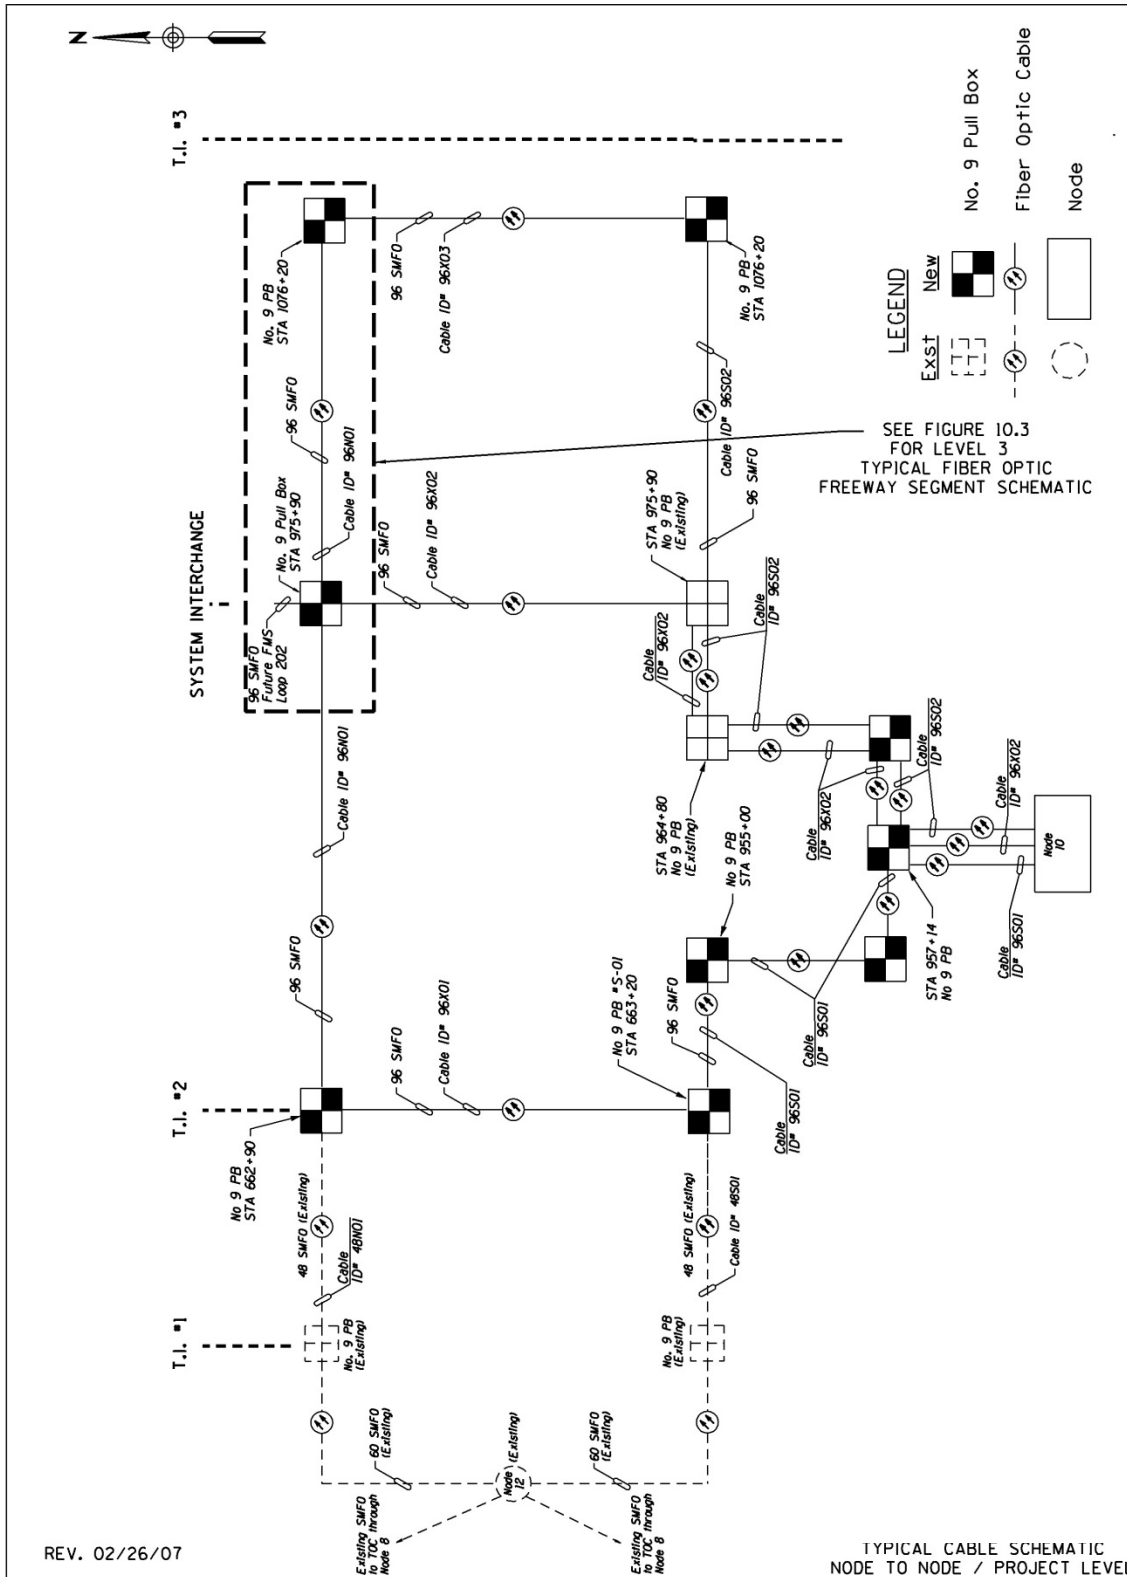 N
T.I. #3
No. 9 PB
STA 1076+20
96 SMFO
Cable ID# 96X03
96 SMFO
Cable ID# 96N01
No. 9 PB
STA 1076+20
Cable ID# 96S02
96 SMFO
LEGEND
Exst
New
No. 9 Pull Box
Fiber Optic Cable
Node
SEE FIGURE 10.3
FOR LEVEL 3
TYPICAL FIBER OPTIC
FREEWAY SEGMENT SCHEMATIC
SYSTEM INTERCHANGE
96 SMFO
Future FMS
Loop 202
No. 9 Pull Box
STA 975+90
96 SMFO
Cable ID# 96X02
STA 975+90
No 9 PB
(Existing)
Cable
ID# 96X02
Cable
ID# 96S02
STA 964+80
No 9 PB
(Existing)
Cable
ID# 96X02
Cable
ID# 96S02
Cable
ID# 96X02
Cable
ID# 96S01
Node
10
STA 957+14
No 9 PB
No 9 PB
STA 955+00
Cable
ID# 96S01
Cable ID# 96N01
96 SMFO
T.I. #2
No 9 PB
STA 662+90
96 SMFO
Cable ID# 96X01
No 9 PB #S-01
STA 663+20
96 SMFO
Cable
ID# 96S01
48 SMFO (Existing)
Cable
ID# 48N01
48 SMFO (Existing)
Cable ID# 48S01
T.I. #1
No. 9 PB
(Existing)
No. 9 PB
(Existing)
60 SMFO
(Existing)
Node
12
(Existing)
60 SMFO
(Existing)
Existing SMFO
to TOC through
Node 8
Existing SMFO
to TOC through
Node 8
REV. 02/26/07
TYPICAL CABLE SCHEMATIC
NODE TO NODE / PROJECT LEVEL